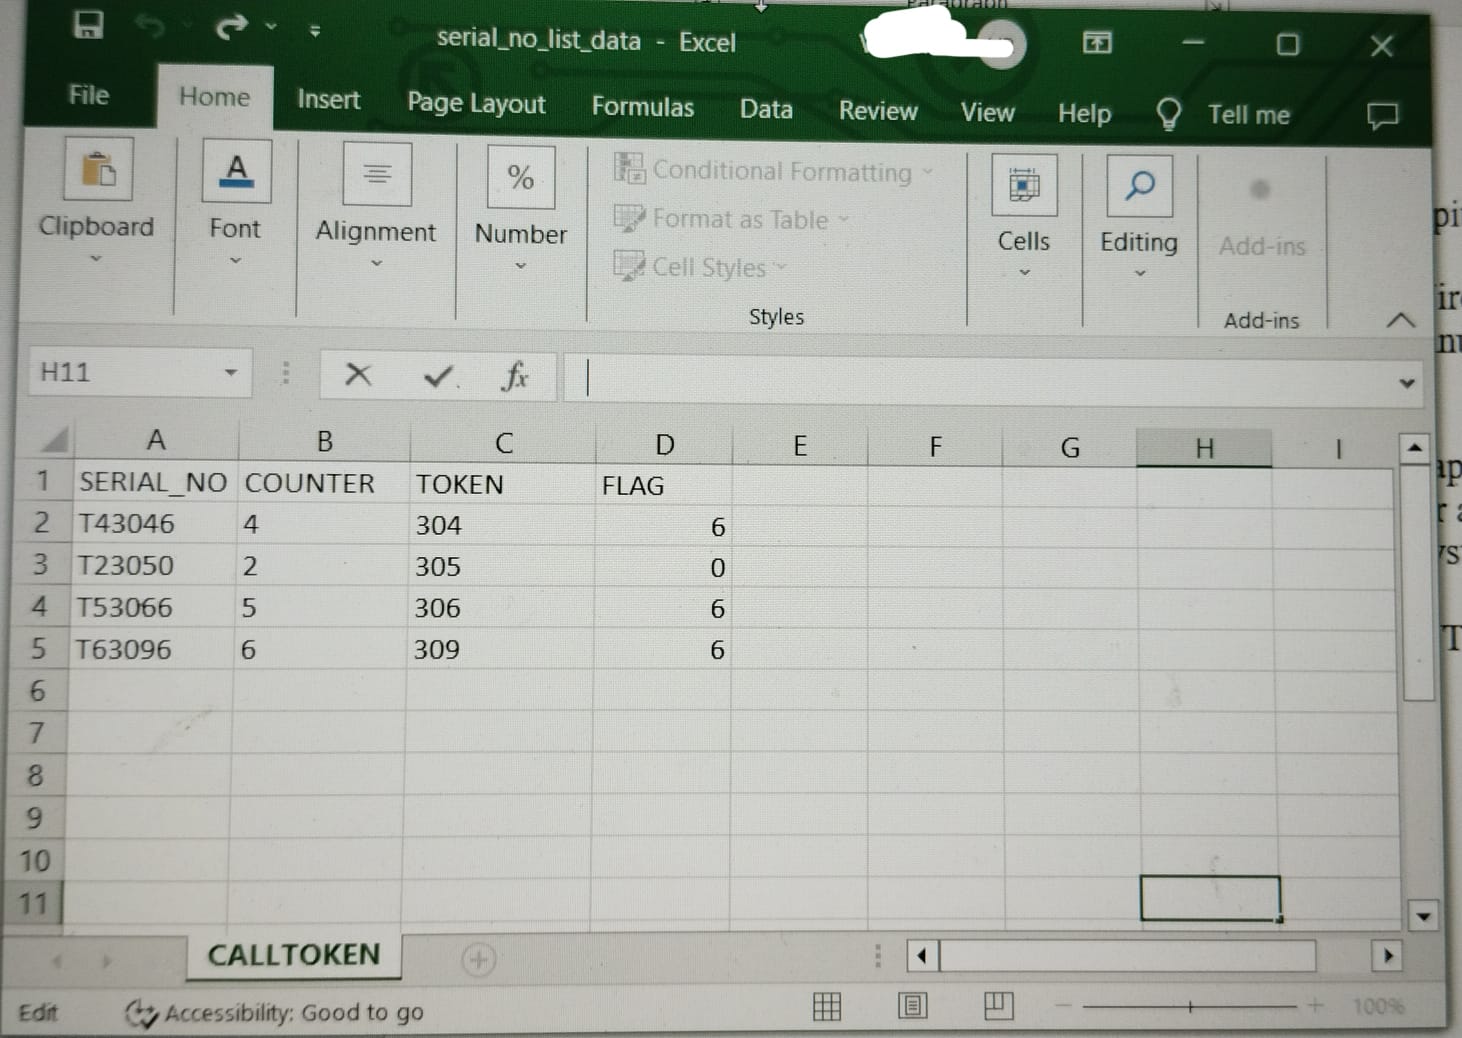 serial_no_list_data - Excel
File Home Insert Page Layout Formulas Data Review View Help Tell me
Clipboard Font Alignment % Number Conditional Formatting Format as Table Cell Styles Styles Cells Editing Add-ins Add-ins
H11 fx
A B C D E F G H I
1 SERIAL_NO COUNTER TOKEN FLAG
2 T43046 4 304 6
3 T23050 2 305 0
4 T53066 5 306 6
5 T63096 6 309 6
6
7
8
9
10
11
CALLTOKEN
Edit Accessibility: Good to go 100%